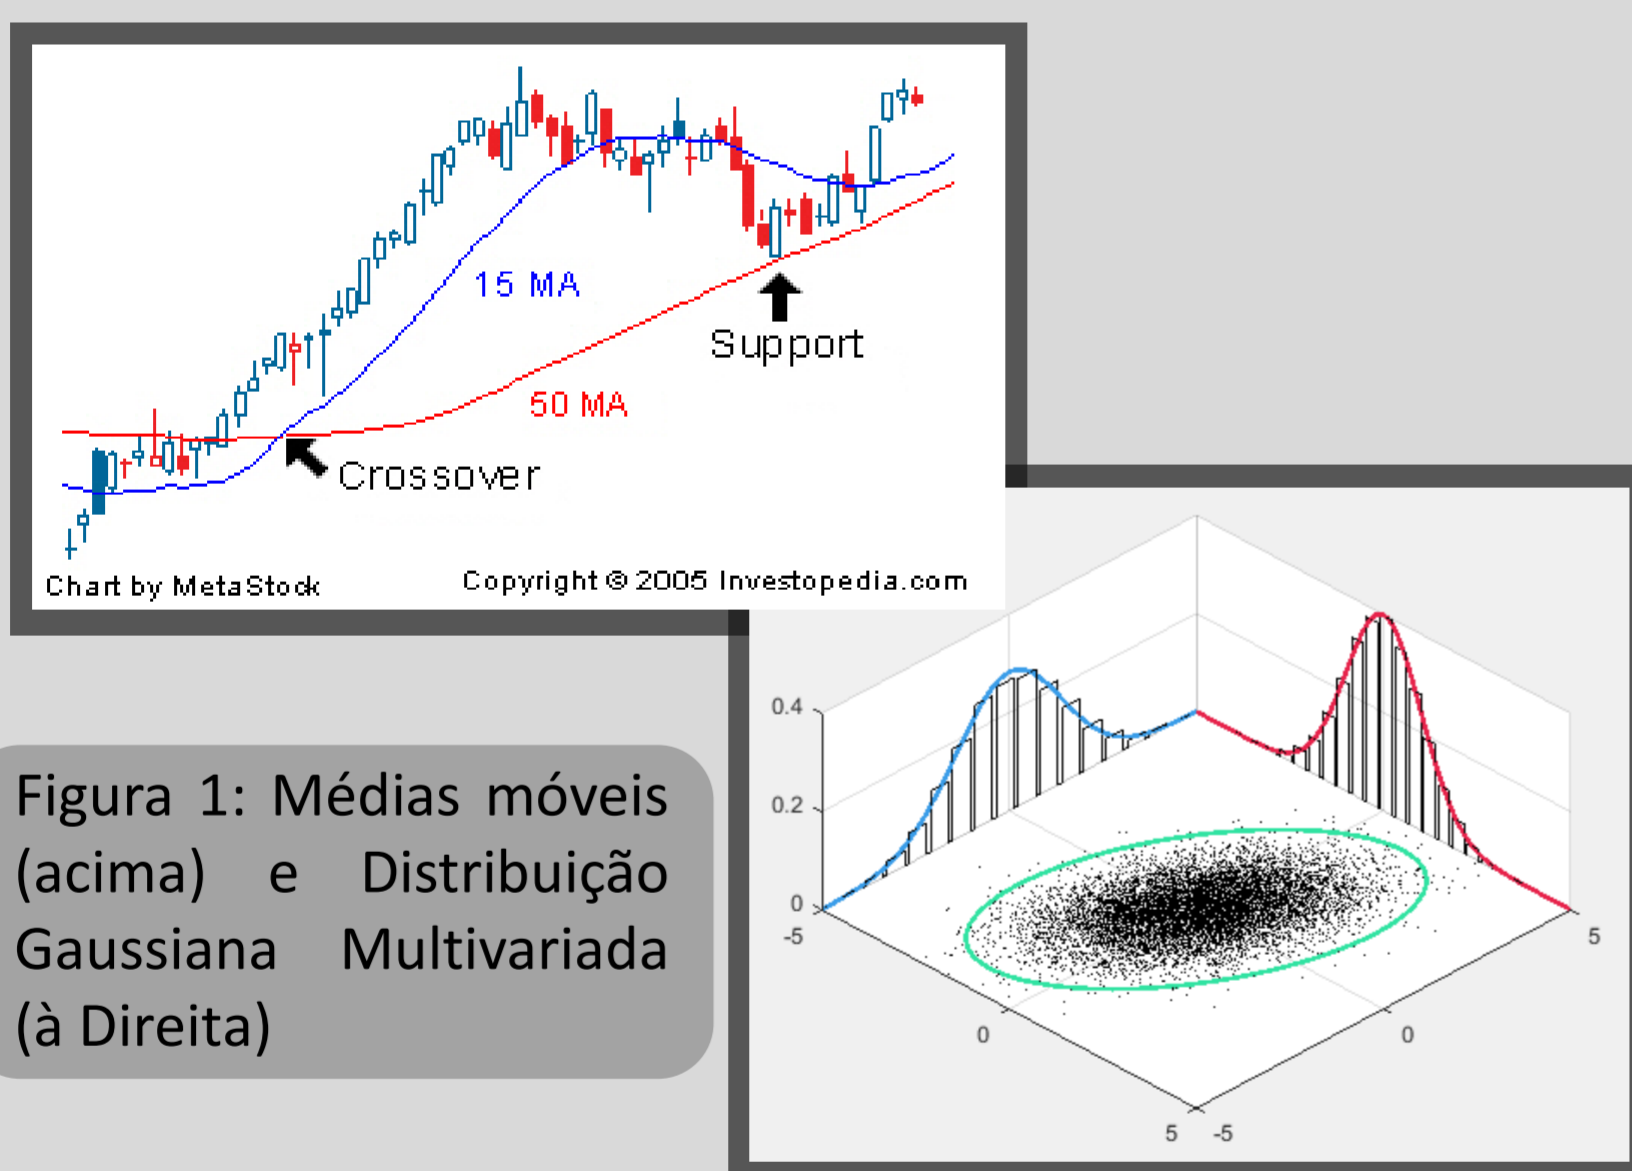 15 MA
Support
50 MA
Crossover
Chart by MetaStock
Copyright © 2005 Investopedia.com
Figura 1: Médias móveis
(acima) e Distribuição
Gaussiana Multivariada
(à Direita)
0.4
0.2
0
-5
0
5
-5
0
5